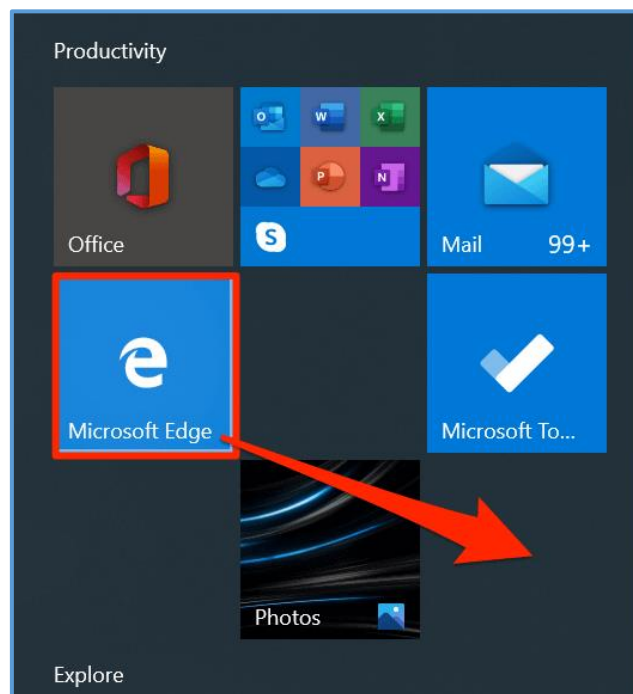 Productivity
Office
O
W
X
P
N
S
Mail 99+
Microsoft Edge
Microsoft To...
Photos
Explore